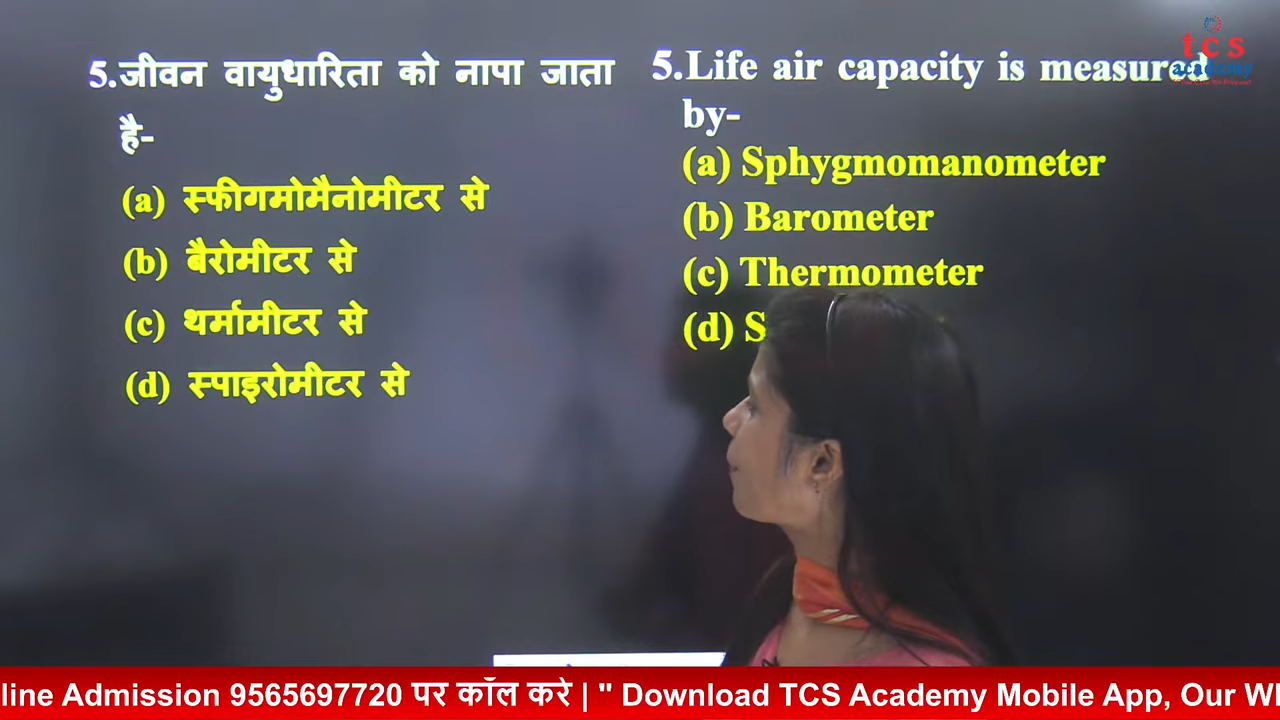 5.जीवन वायुधारिता को नापा जाता
है-
(a) स्फीगमोमैनोमीटर से
(b) बैरोमीटर से
(c) थर्मामीटर से
(d) स्पाइरोमीटर से
5.Life air capacity is measured
by-
(a) Sphygmomanometer
(b) Barometer
(c) Thermometer
(d) S
tcs
academy
line Admission 9565697720 पर कॉल करे | " Download TCS Academy Mobile App, Our W